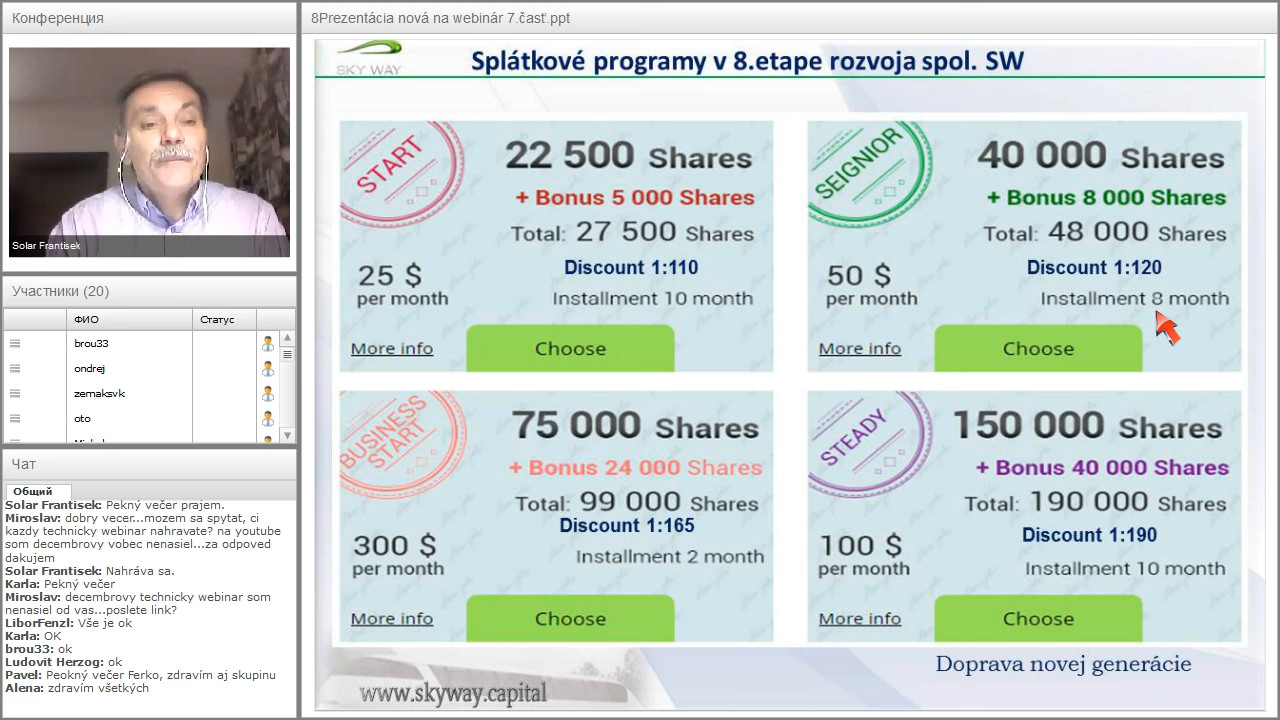 Конференция
Solar Frantisek
Участники (20)
ФИО
Статус
brou33
ondrej
zemaksvk
oto
Чат
Общий
Solar Frantisek: Pekný večer prajem.
Miroslav: dobry vecer...mozem sa spytat, ci
kazdy technicky webinar nahravate? na youtube
som decembrovy vobec nenasiel...za odpoved
dakujem
Solar Frantisek: Nahráva sa.
Karla: Pekný večer
Miroslav: decembrovy technicky webinar som
nenasiel od vas...poslete link?
LiborFenzl: Vše je ok
Karla: OK
brou33: ok
Ludovit Herzog: ok
Pavel: Peokný večer Ferko, zdravím aj skupinu
Alena: zdravím všetkých
8Prezentácia nová na webinár 7.časť.ppt
SKY WAY
Splátkové programy v 8.etape rozvoja spol. SW
START
22 500 Shares
+ Bonus 5 000 Shares
Total: 27 500 Shares
Discount 1:110
25 $
per month
Installment 10 month
More info
Choose
SEIGNIOR
40 000 Shares
+ Bonus 8 000 Shares
Total: 48 000 Shares
Discount 1:120
50 $
per month
Installment 8 month
More info
Choose
BUSINESS
START
75 000 Shares
+ Bonus 24 000 Shares
Total: 99 000 Shares
Discount 1:165
300 $
per month
Installment 2 month
More info
Choose
STEADY
150 000 Shares
+ Bonus 40 000 Shares
Total: 190 000 Shares
Discount 1:190
100 $
per month
Installment 10 month
More info
Choose
Doprava novej generácie
www.skyway.capital